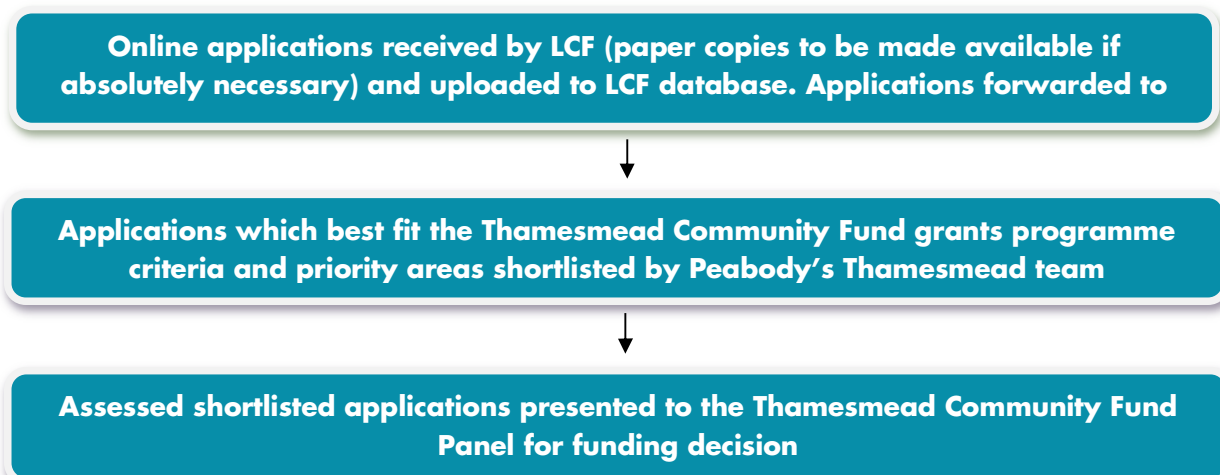 Online applications received by LCF (paper copies to be made available if
absolutely necessary) and uploaded to LCF database. Applications forwarded to
Applications which best fit the Thamesmead Community Fund grants programme
criteria and priority areas shortlisted by Peabody’s Thamesmead team
Assessed shortlisted applications presented to the Thamesmead Community Fund
Panel for funding decision